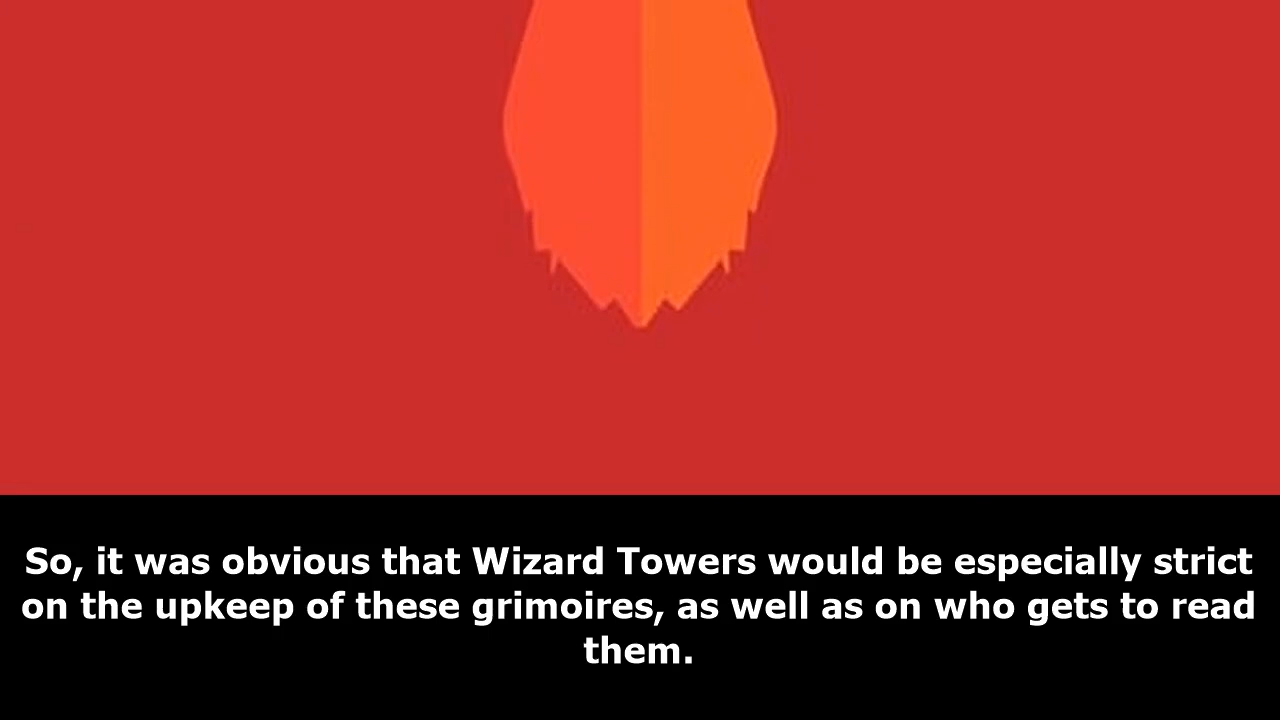 So, it was obvious that Wizard Towers would be especially strict
on the upkeep of these grimoires, as well as on who gets to read
them.